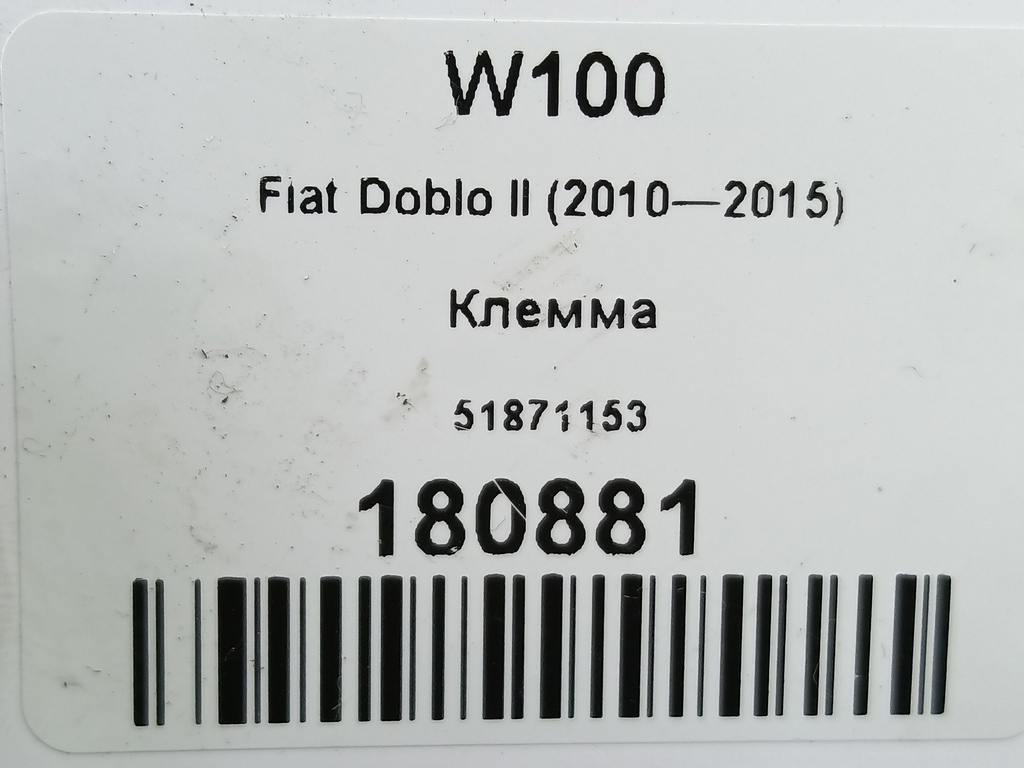 W100
Fiat Doblo II (2010—2015)
Клемма
51871153
180881